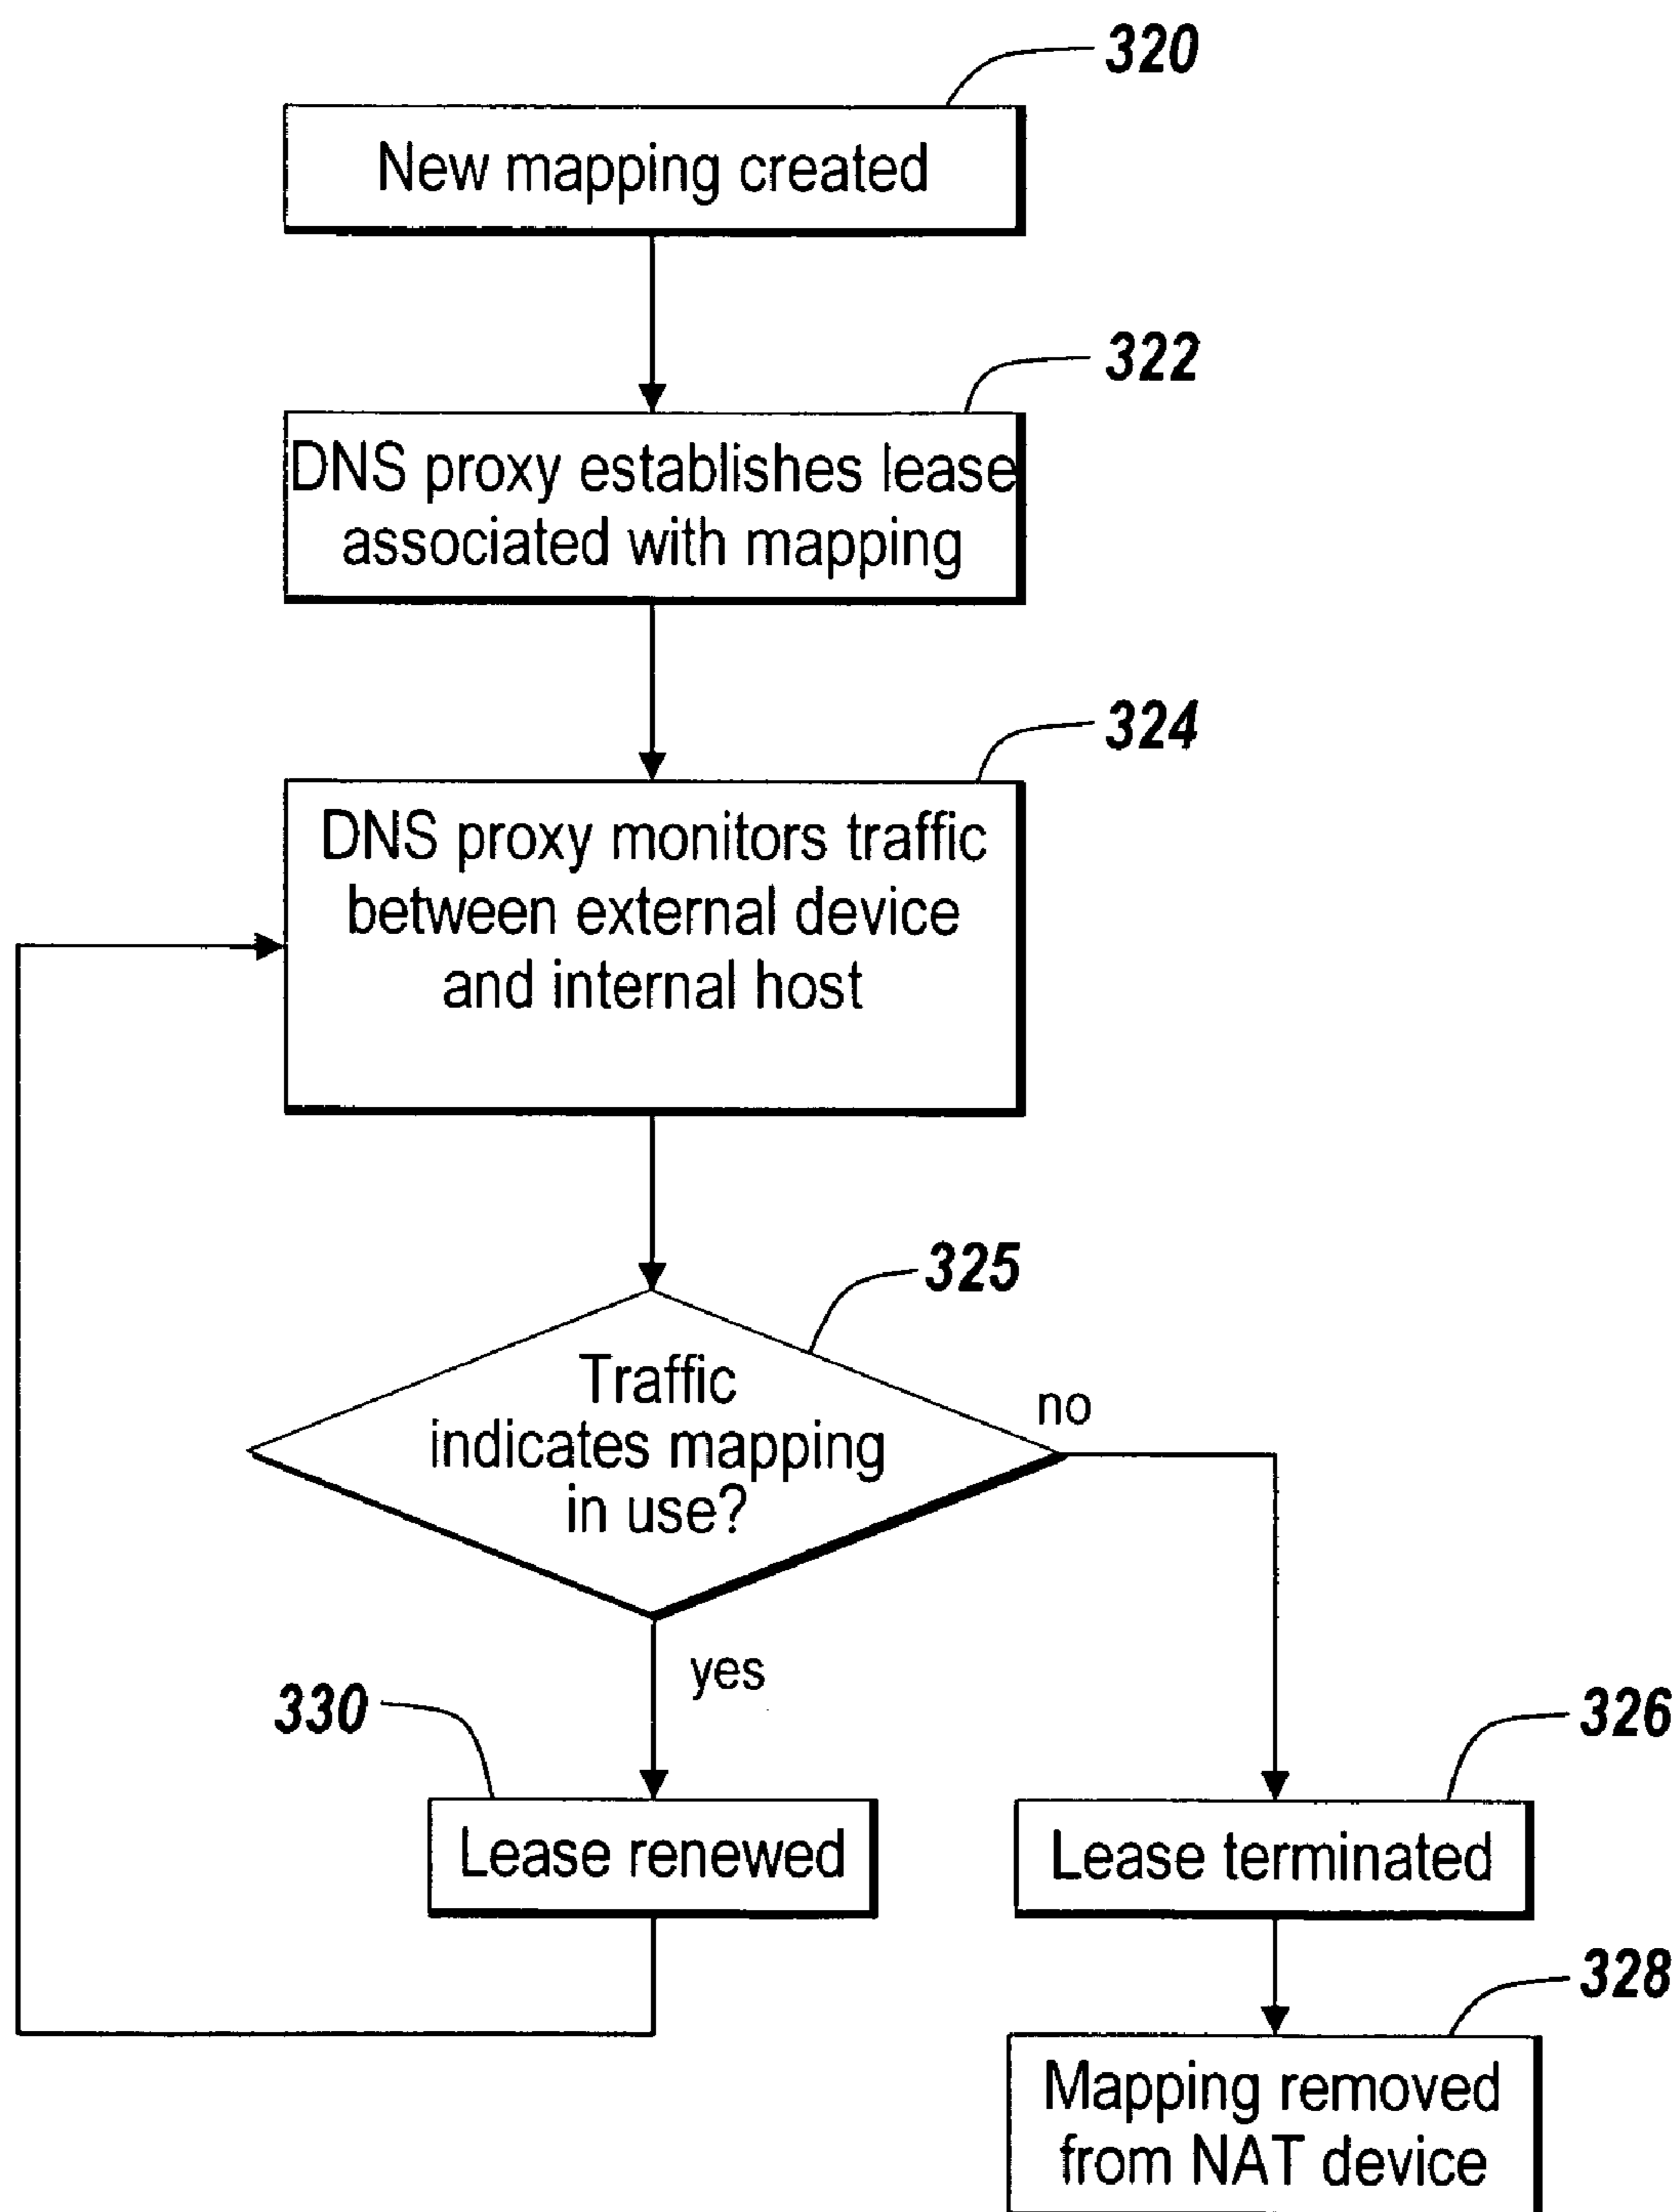 320
New mapping created
322
DNS proxy establishes lease
associated with mapping
324
DNS proxy monitors traffic
between external device
and internal host
325
Traffic
indicates mapping
in use?
no
yes
330
326
Lease renewed
Lease terminated
328
Mapping removed
from NAT device